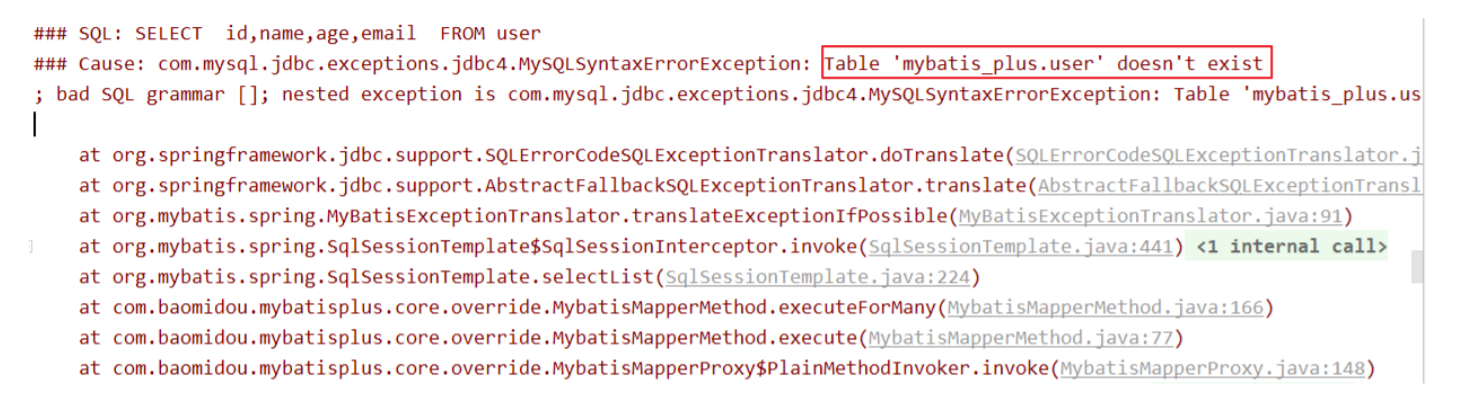 ### SQL: SELECT  id,name,age,email  FROM user
### Cause: com.mysql.jdbc.exceptions.jdbc4.MySQLSyntaxErrorException: Table 'mybatis_plus.user' doesn't exist
; bad SQL grammar []; nested exception is com.mysql.jdbc.exceptions.jdbc4.MySQLSyntaxErrorException: Table 'mybatis_plus.us
at org.springframework.jdbc.support.SQLErrorCodeSQLExceptionTranslator.doTranslate(SQLErrorCodeSQLExceptionTranslator.j
at org.springframework.jdbc.support.AbstractFallbackSQLExceptionTranslator.translate(AbstractFallbackSQLExceptionTransl
at org.mybatis.spring.MyBatisExceptionTranslator.translateExceptionIfPossible(MyBatisExceptionTranslator.java:91)
at org.mybatis.spring.SqlSessionTemplate$SqlSessionInterceptor.invoke(SqlSessionTemplate.java:441) <1 internal call>
at org.mybatis.spring.SqlSessionTemplate.selectList(SqlSessionTemplate.java:224)
at com.baomidou.mybatisplus.core.override.MybatisMapperMethod.executeForMany(MybatisMapperMethod.java:166)
at com.baomidou.mybatisplus.core.override.MybatisMapperMethod.execute(MybatisMapperMethod.java:77)
at com.baomidou.mybatisplus.core.override.MybatisMapperProxy$PlainMethodInvoker.invoke(MybatisMapperProxy.java:148)